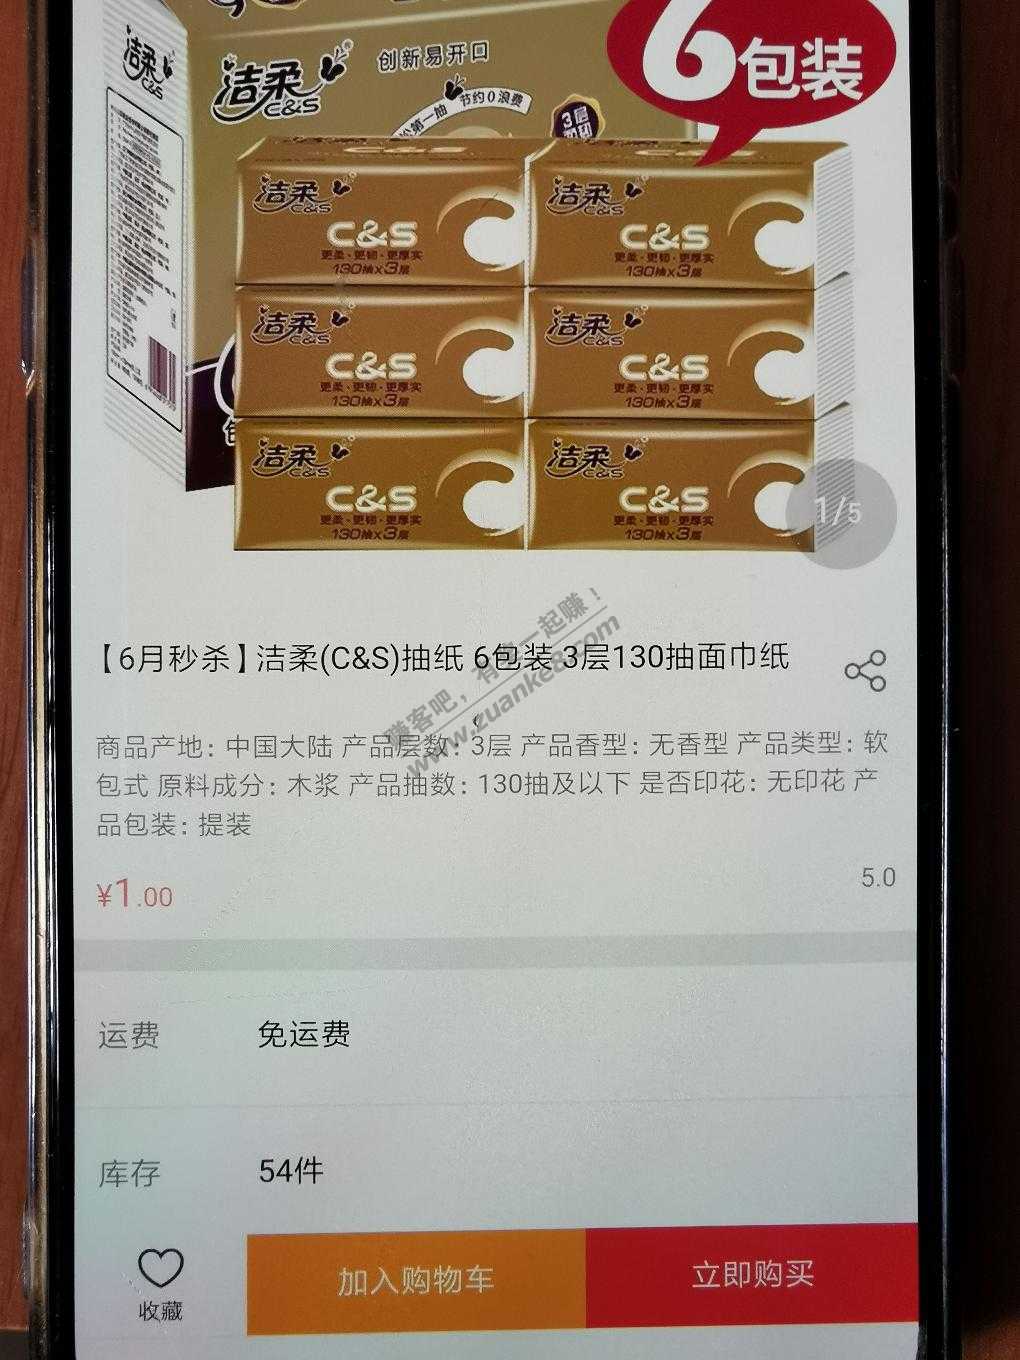 洁柔
C&S
洁柔
C&S
创新易开口
第一抽 节约0浪费
3层
6包装
洁柔
C&S
C&S
更柔·更韧·更厚实
130抽x3层
洁柔
C&S
C&S
更柔·更韧·更厚实
130抽x3层
洁柔
C&S
C&S
更柔·更韧·更厚实
130抽x3层
洁柔
C&S
C&S
更柔·更韧·更厚实
130抽x3层
洁柔
C&S
C&S
更柔·更韧·更厚实
130抽x3层
洁柔
C&S
C&S
更柔·更韧·更厚实
130抽x3层
1/5
【6月秒杀】洁柔(C&S)抽纸 6包装 3层130抽面巾纸
赚客吧，有奖一起赚！
www.zuanke8.com
商品产地: 中国大陆 产品层数: 3层 产品香型: 无香型 产品类型: 软
包式 原料成分: 木浆 产品抽数: 130抽及以下 是否印花: 无印花 产
品包装: 提装
¥1.00
5.0
运费 免运费
库存 54件
收藏
加入购物车
立即购买